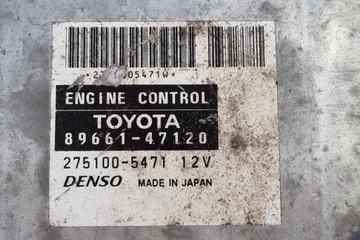 ENGINE CONTROL
TOYOTA
89661-47120
275100-5471 12V
DENSO MADE IN JAPAN